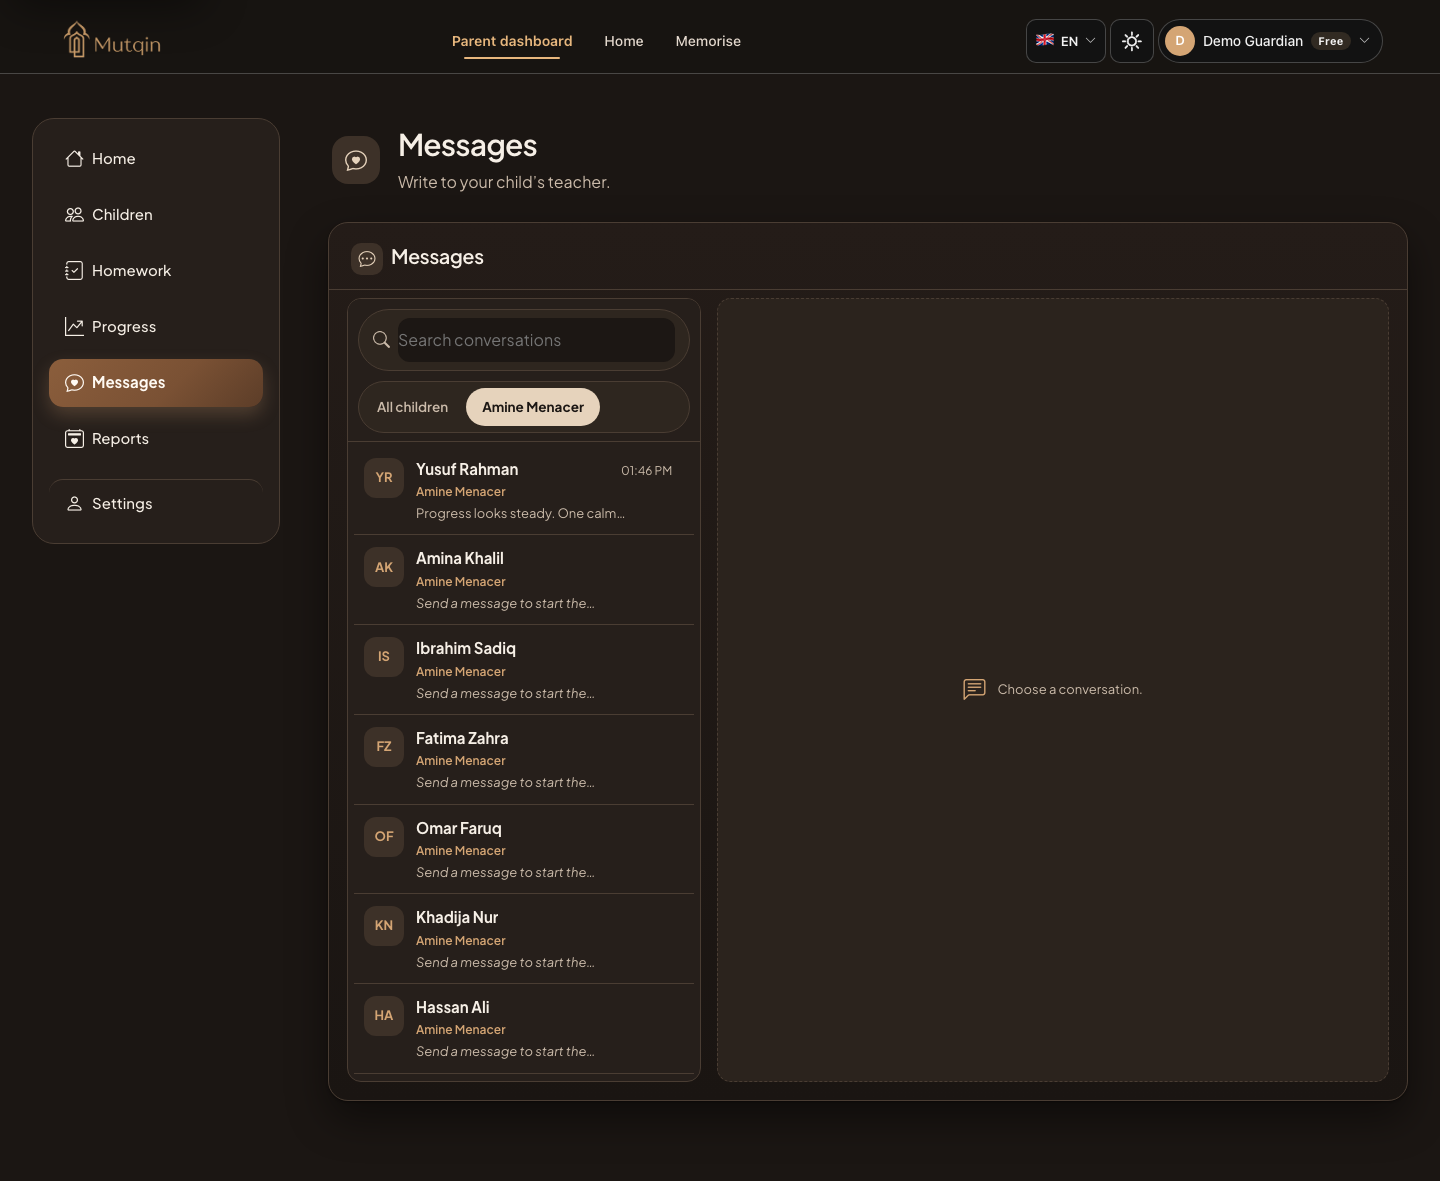 Mutqin
Parent dashboard
Home
Memorise
EN
D
Demo Guardian
Free
Home
Children
Homework
Progress
Messages
Reports
Settings
Messages
Write to your child's teacher.
Messages
Search conversations
All children
Amine Menacer
YR
Yusuf Rahman
01:46 PM
Amine Menacer
Progress looks steady. One calm…
AK
Amina Khalil
Amine Menacer
Send a message to start the…
IS
Ibrahim Sadiq
Amine Menacer
Send a message to start the…
FZ
Fatima Zahra
Amine Menacer
Send a message to start the…
OF
Omar Faruq
Amine Menacer
Send a message to start the…
KN
Khadija Nur
Amine Menacer
Send a message to start the…
HA
Hassan Ali
Amine Menacer
Send a message to start the…
Choose a conversation.